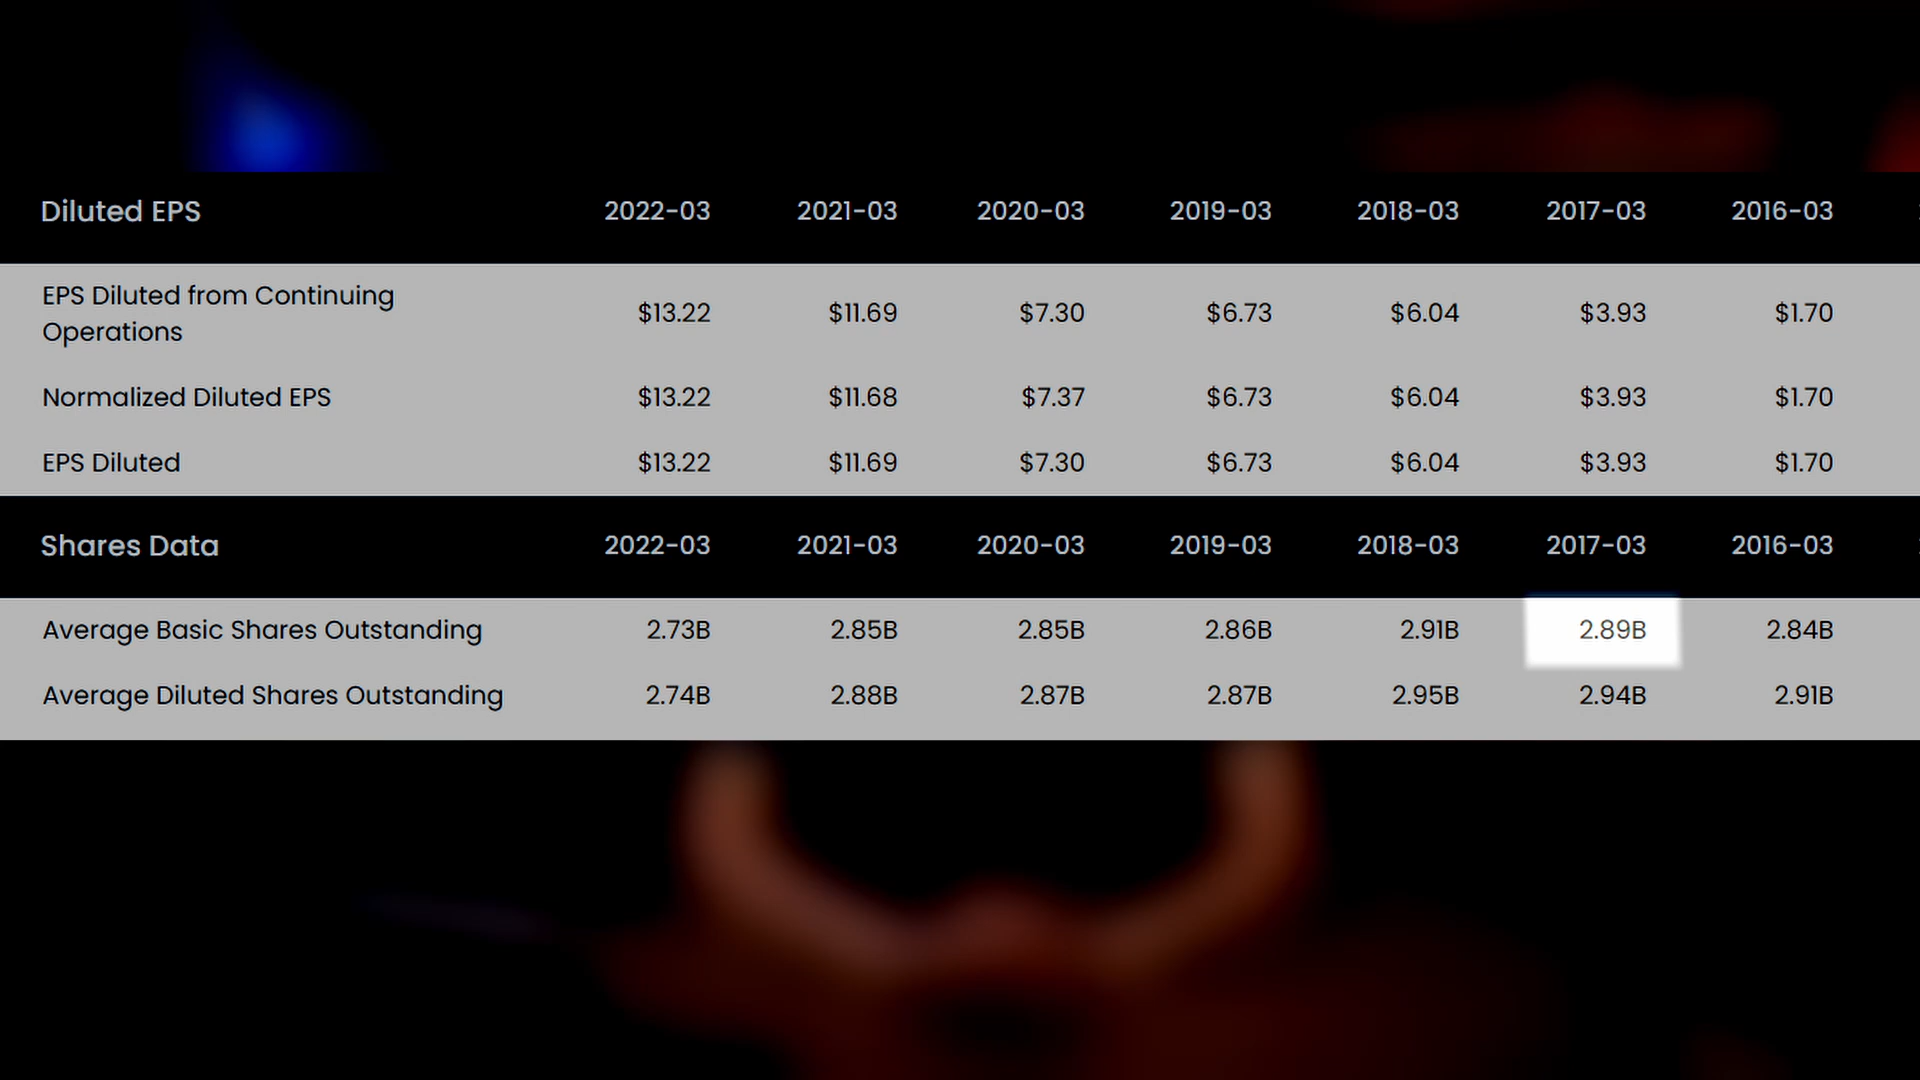 Diluted EPS 2022-03 2021-03 2020-03 2019-03 2018-03 2017-03 2016-03
EPS Diluted from Continuing
Operations $13.22 $11.69 $7.30 $6.73 $6.04 $3.93 $1.70
Normalized Diluted EPS $13.22 $11.68 $7.37 $6.73 $6.04 $3.93 $1.70
EPS Diluted $13.22 $11.69 $7.30 $6.73 $6.04 $3.93 $1.70
Shares Data 2022-03 2021-03 2020-03 2019-03 2018-03 2017-03 2016-03
Average Basic Shares Outstanding 2.73B 2.85B 2.85B 2.86B 2.91B 2.89B 2.84B
Average Diluted Shares Outstanding 2.74B 2.88B 2.87B 2.87B 2.95B 2.94B 2.91B